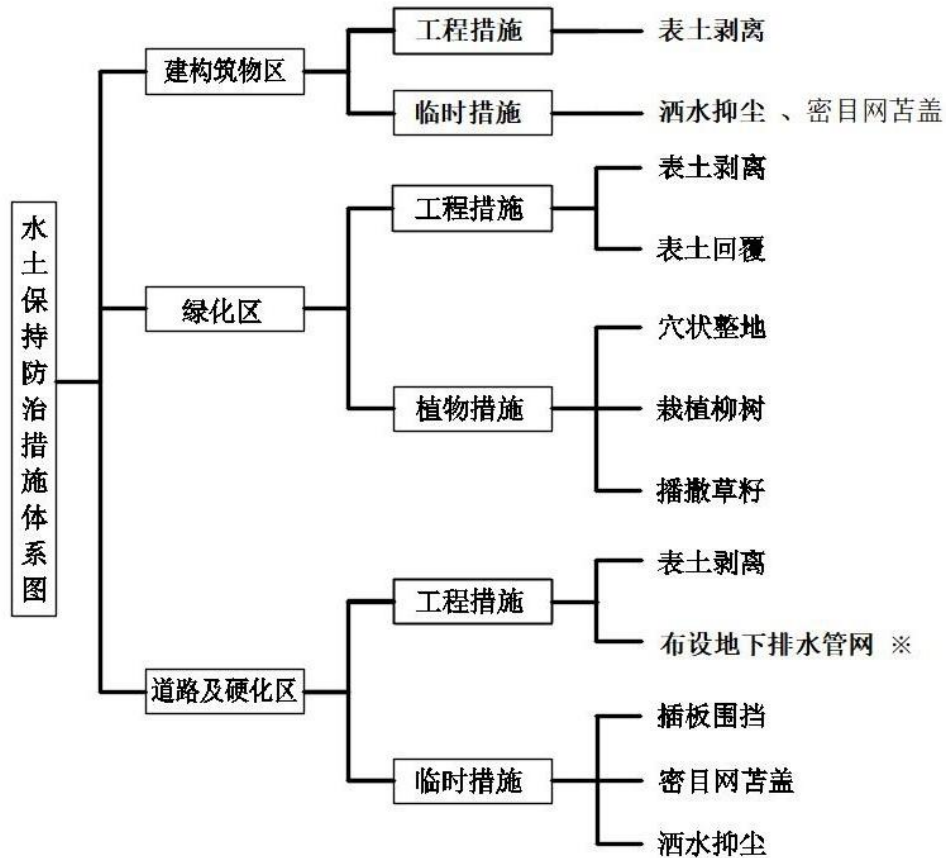 水土保持防治措施体系图
建构筑物区
工程措施
表土剥离
临时措施
洒水抑尘 、密目网苫盖
绿化区
工程措施
表土剥离
表土回覆
植物措施
穴状整地
栽植柳树
播撒草籽
道路及硬化区
工程措施
表土剥离
布设地下排水管网 ※
临时措施
插板围挡
密目网苫盖
洒水抑尘